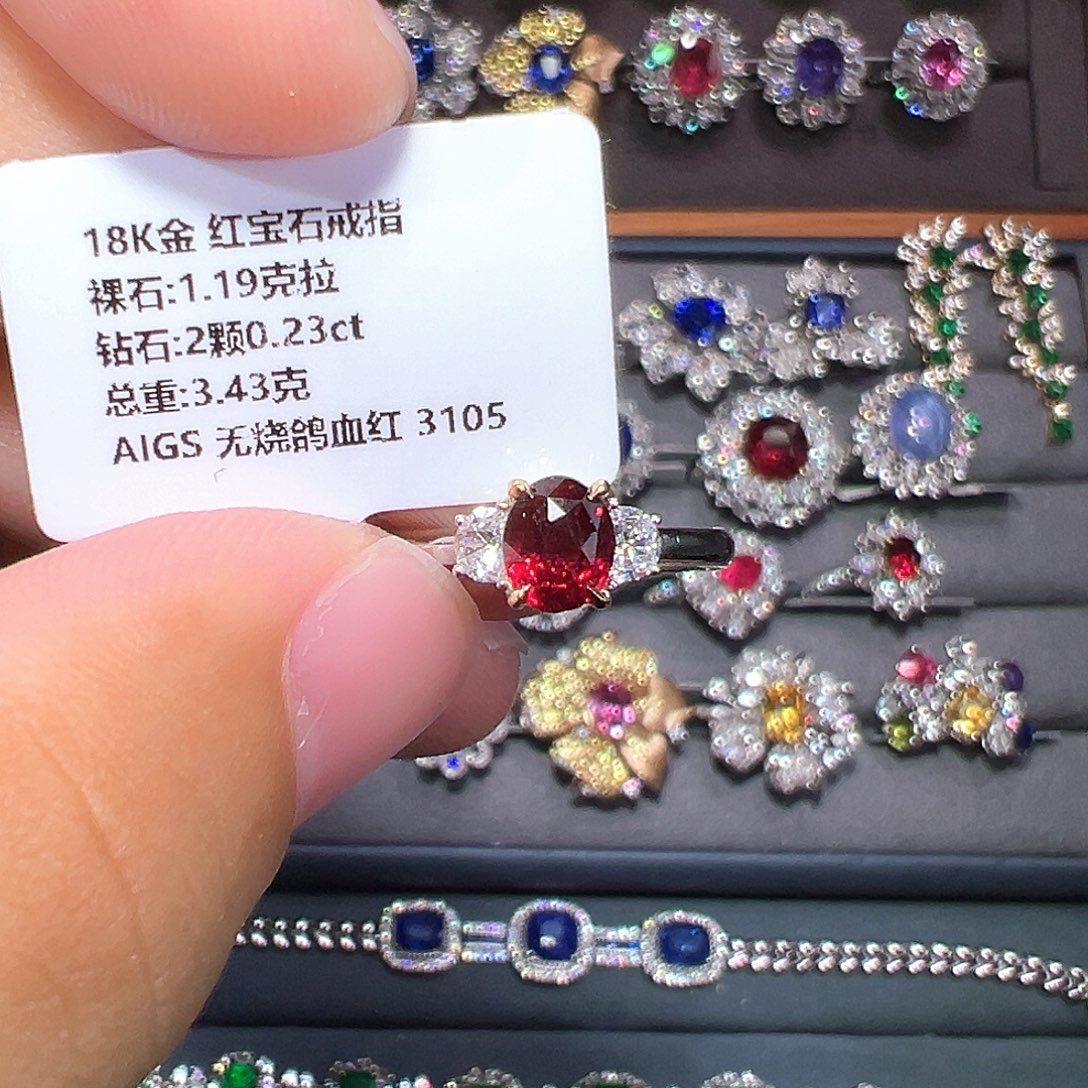 18K金 红宝石戒指
裸石:1.19克拉
钻石:2颗0.23ct
总重:3.43克
AIGS 无烧鸽血红 3105